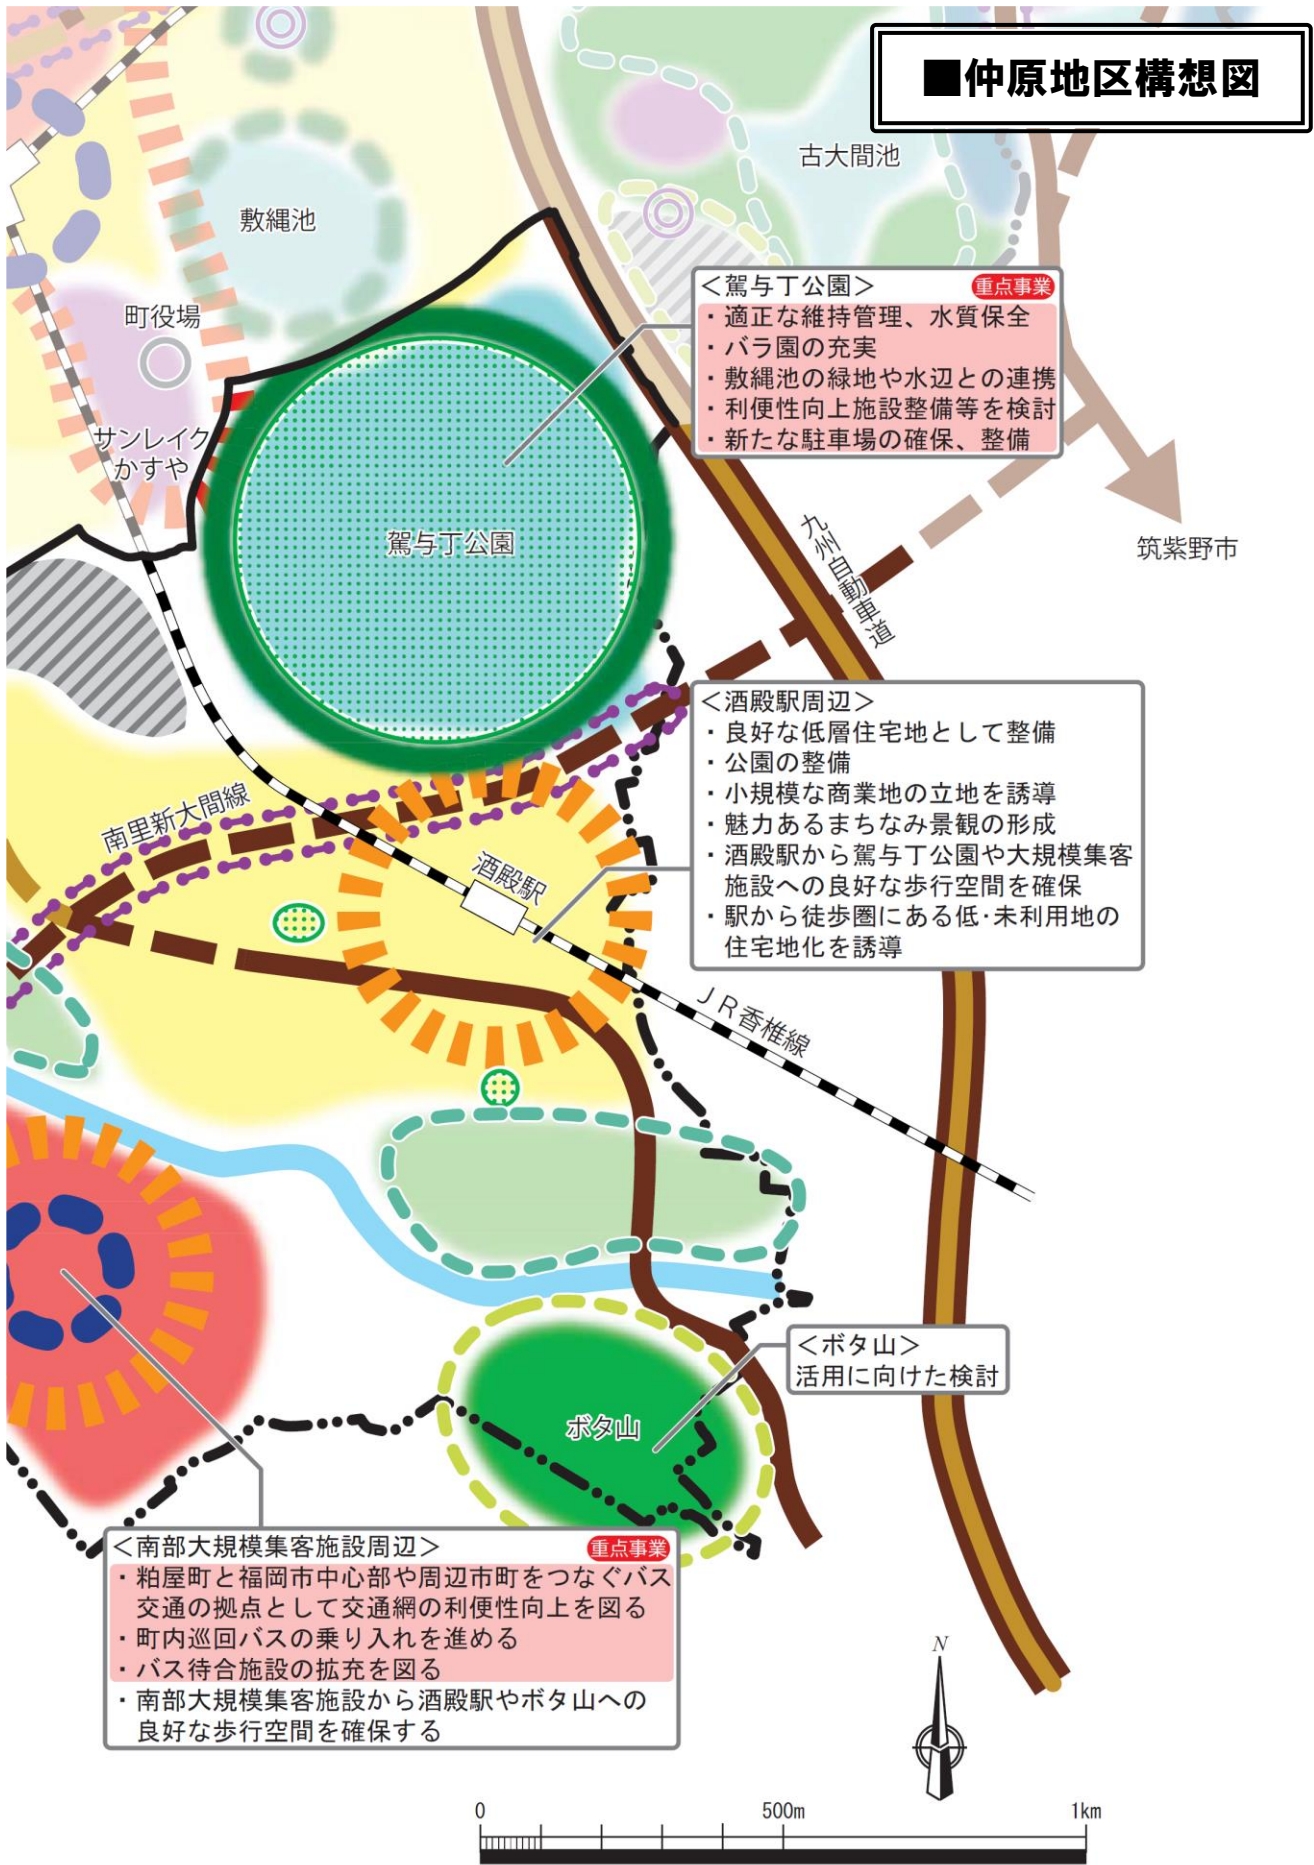 ■仲原地区構想図
古大間池
敷縄池
町役場
サンレイク
かすや
<駕与丁公園>
重点事業
・適正な維持管理、水質保全
・バラ園の充実
・敷縄池の緑地や水辺との連携
・利便性向上施設整備等を検討
・新たな駐車場の確保、整備
駕与丁公園
九州自動車道
筑紫野市
<酒殿駅周辺>
・良好な低層住宅地として整備
・公園の整備
・小規模な商業地の立地を誘導
・魅力あるまちなみ景観の形成
・酒殿駅から駕与丁公園や大規模集客
施設への良好な歩行空間を確保
・駅から徒歩圏にある低・未利用地の
住宅地化を誘導
南里新大間線
酒殿駅
JR香椎線
<ボタ山>
活用に向けた検討
ボタ山
<南部大規模集客施設周辺>
重点事業
・粕屋町と福岡市中心部や周辺市町をつなぐバス
交通の拠点として交通網の利便性向上を図る
・町内巡回バスの乗り入れを進める
・バス待合施設の拡充を図る
・南部大規模集客施設から酒殿駅やボタ山への
良好な歩行空間を確保する
N
0
500m
1km